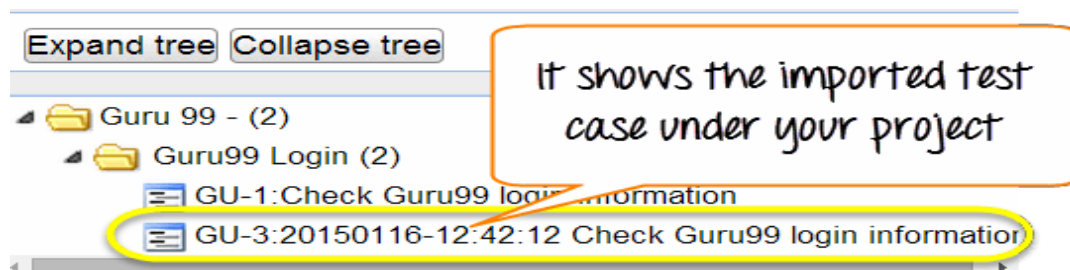 Expand tree Collapse tree
It shows the imported test
case under your project
Guru 99 - (2)
Guru99 Login (2)
GU-1:Check Guru99 login information
GU-3:20150116-12:42:12 Check Guru99 login information